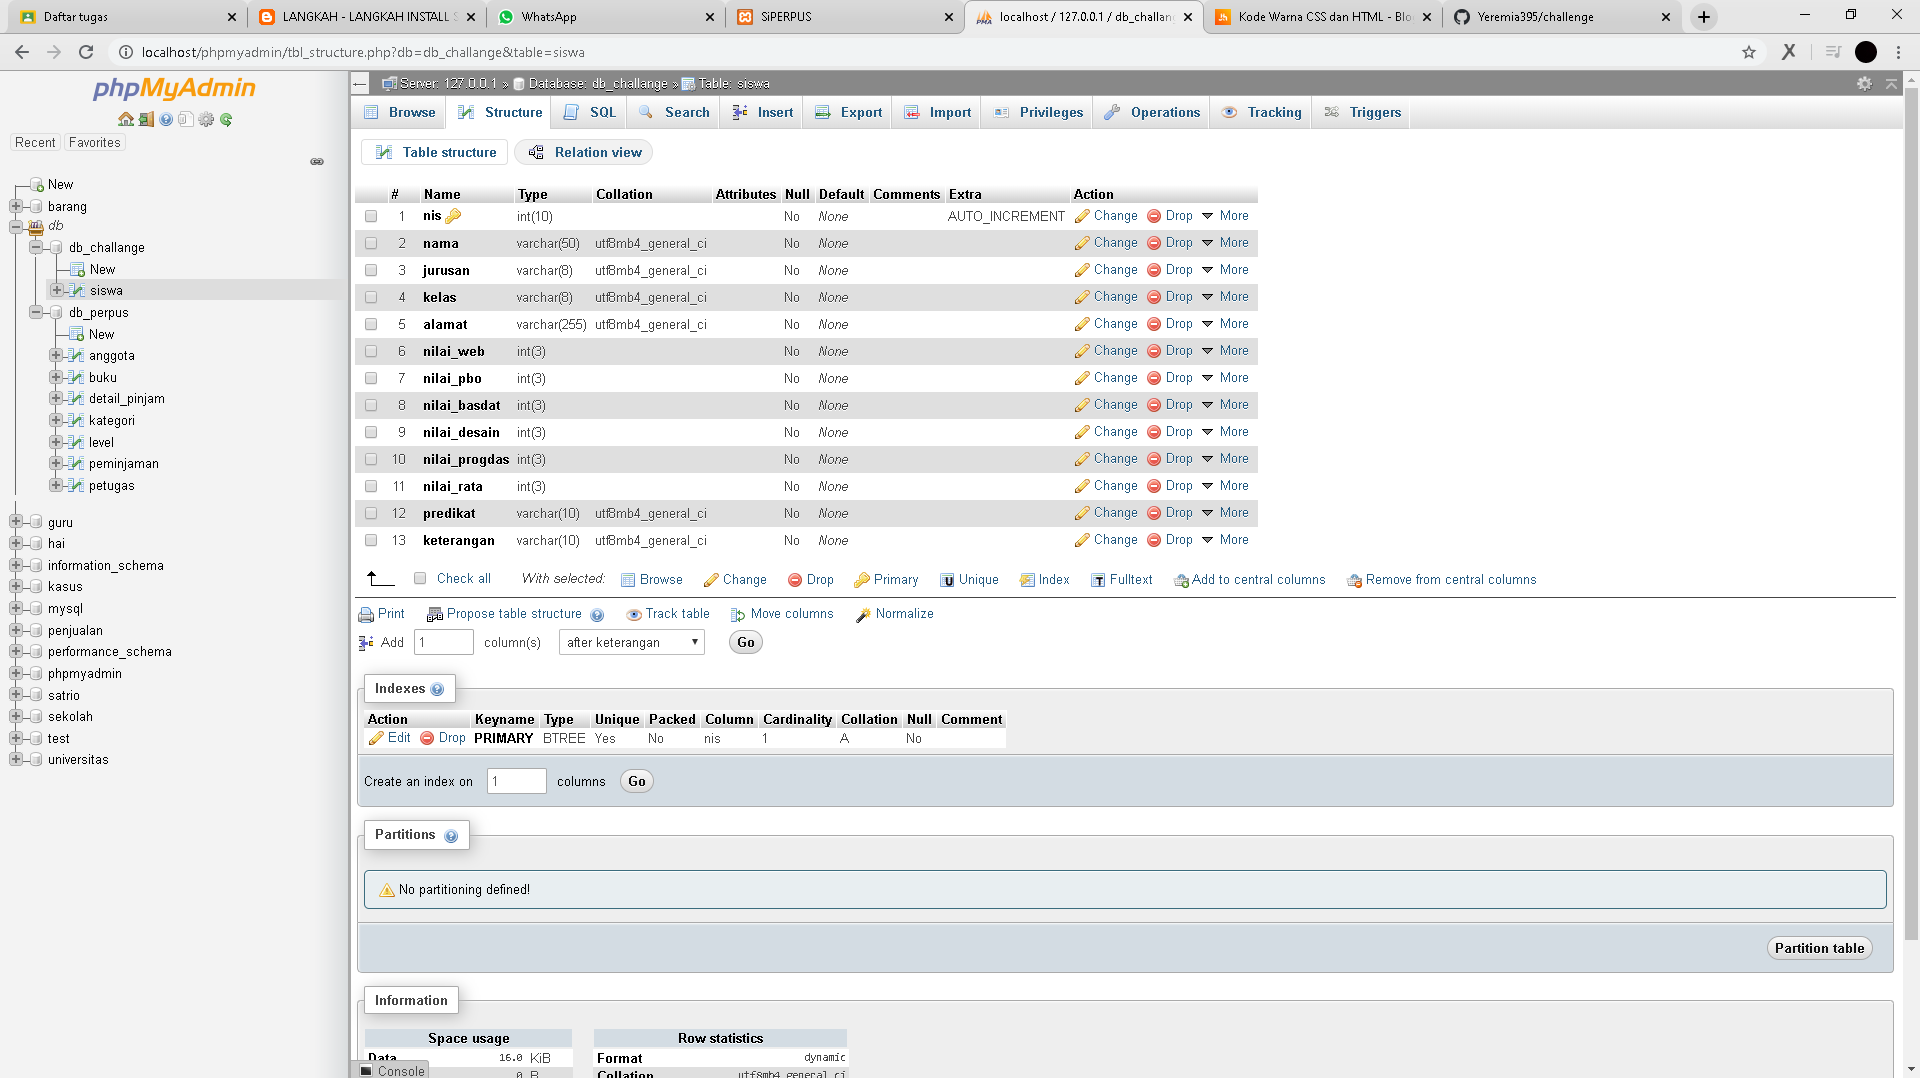 Daftar tugas
LANGKAH - LANGKAH INSTALL S
WhatsApp
SiPERPUS
localhost / 127.0.0.1 / db_challan
Kode Warna CSS dan HTML - Blo
Yeremia395/challenge
localhost/phpmyadmin/tbl_structure.php?db=db_challange&table=siswa
phpMyAdmin
Recent Favorites
New
barang
db
db_challange
New
siswa
db_perpus
New
anggota
buku
detail_pinjam
kategori
level
peminjaman
petugas
guru
hai
information_schema
kasus
mysql
penjualan
performance_schema
phpmyadmin
satrio
sekolah
test
universitas
Server: 127.0.0.1 » Database: db_challange » Table: siswa
Browse Structure SQL Search Insert Export Import Privileges Operations Tracking Triggers
Table structure Relation view
# Name Type Collation Attributes Null Default Comments Extra Action
1 nis int(10) No None AUTO_INCREMENT Change Drop More
2 nama varchar(50) utf8mb4_general_ci No None Change Drop More
3 jurusan varchar(8) utf8mb4_general_ci No None Change Drop More
4 kelas varchar(8) utf8mb4_general_ci No None Change Drop More
5 alamat varchar(255) utf8mb4_general_ci No None Change Drop More
6 nilai_web int(3) No None Change Drop More
7 nilai_pbo int(3) No None Change Drop More
8 nilai_basdat int(3) No None Change Drop More
9 nilai_desain int(3) No None Change Drop More
10 nilai_progdas int(3) No None Change Drop More
11 nilai_rata int(3) No None Change Drop More
12 predikat varchar(10) utf8mb4_general_ci No None Change Drop More
13 keterangan varchar(10) utf8mb4_general_ci No None Change Drop More
Check all With selected: Browse Change Drop Primary Unique Index Fulltext Add to central columns Remove from central columns
Print Propose table structure Track table Move columns Normalize
Add 1 column(s) after keterangan Go
Indexes
Action Keyname Type Unique Packed Column Cardinality Collation Null Comment
Edit Drop PRIMARY BTREE Yes No nis 1 A No
Create an index on 1 columns Go
Partitions
No partitioning defined!
Partition table
Information
Space usage
Data 16.0 KiB
0 B
Row statistics
Format dynamic
Collation utf8mb4_general_ci
Console